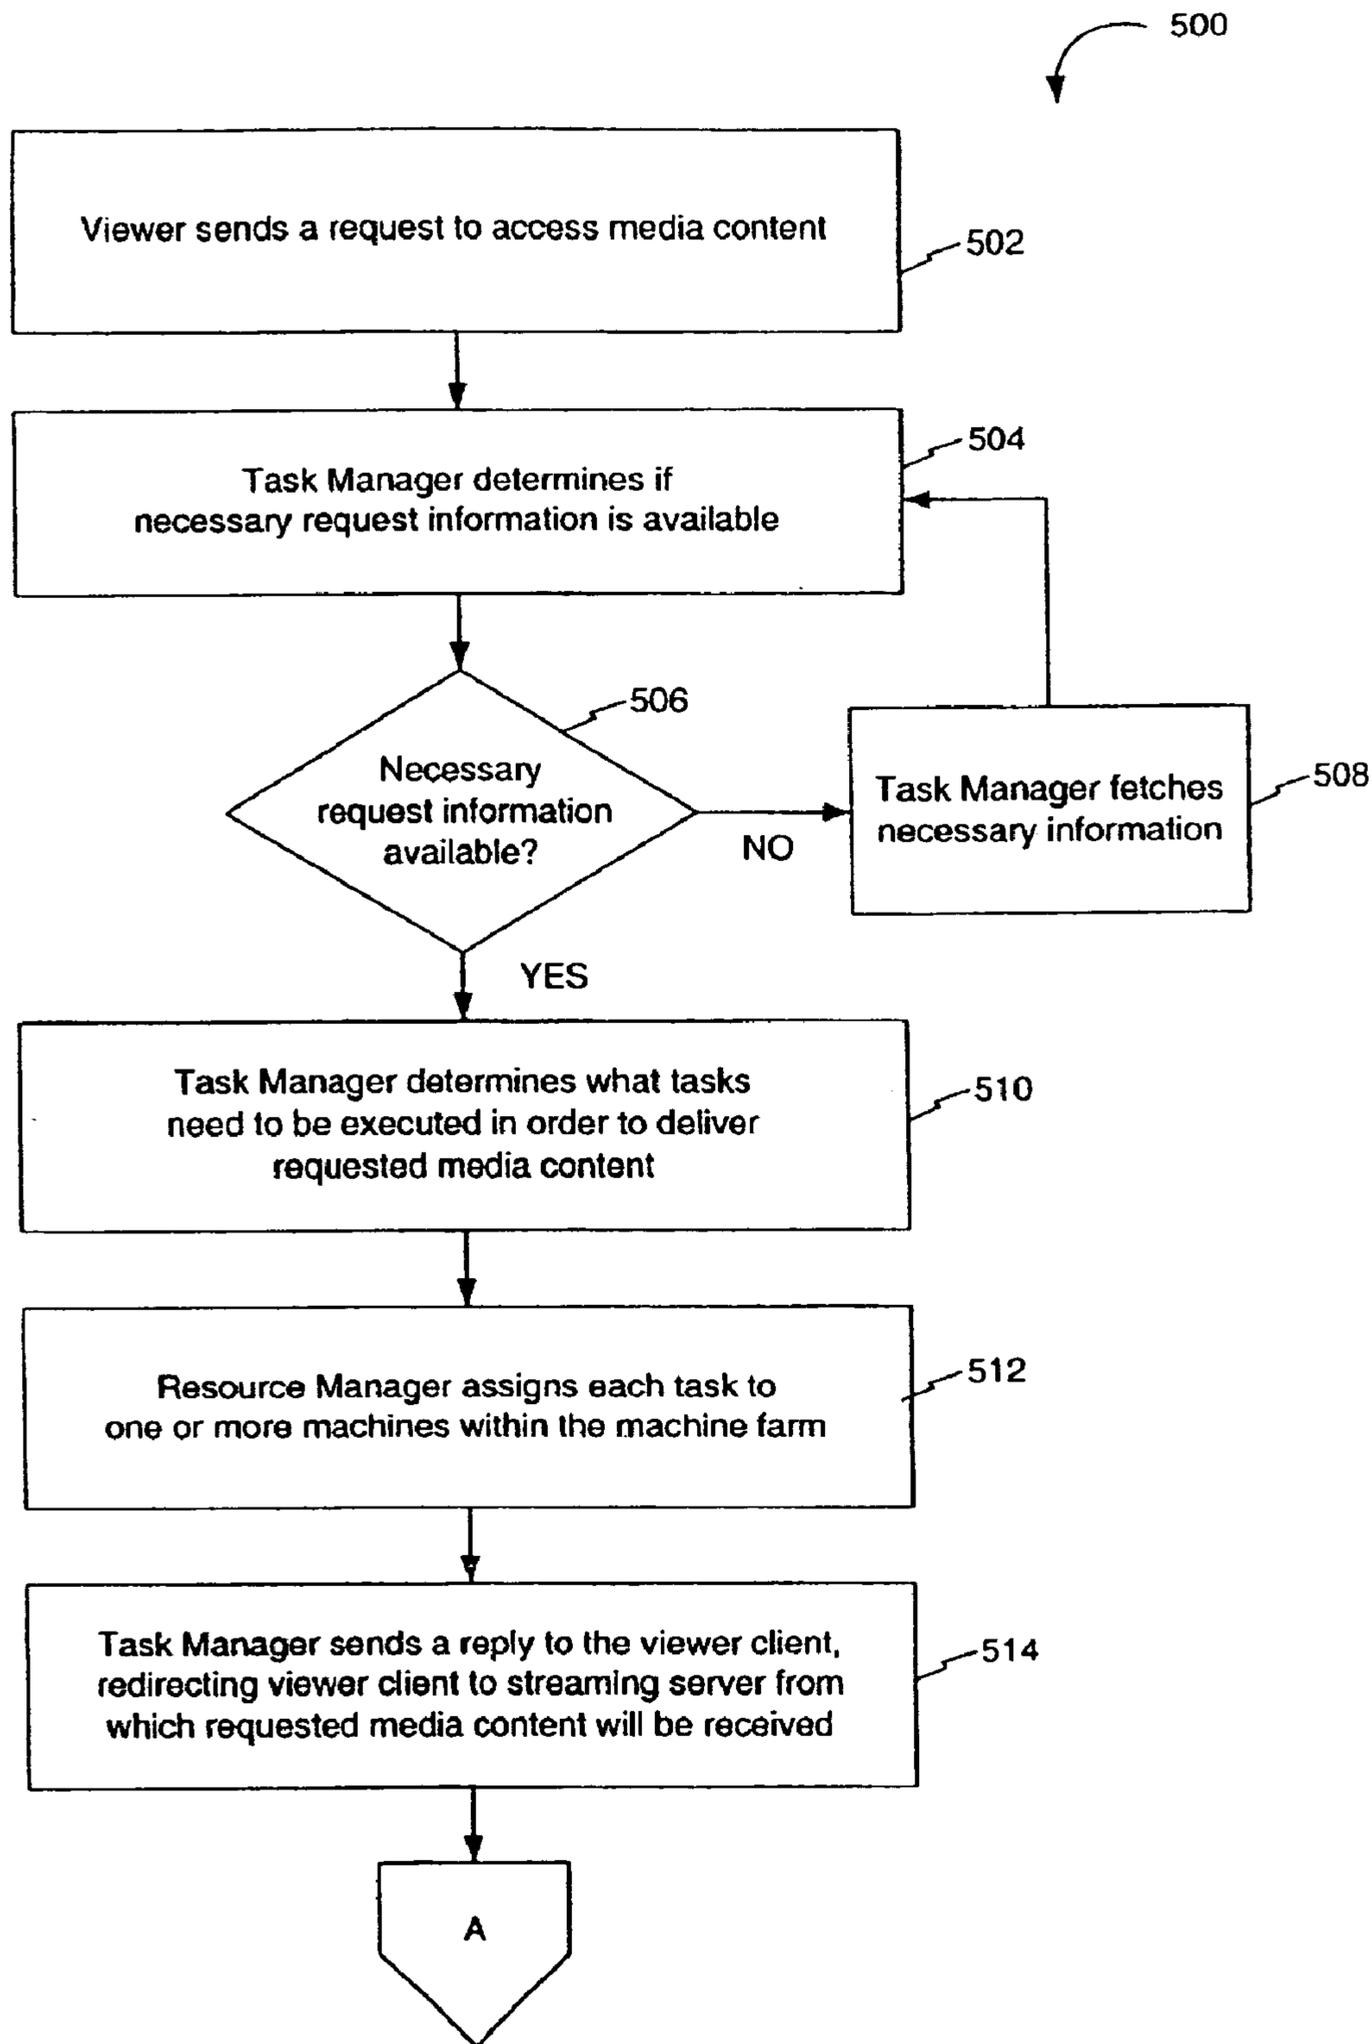 500
Viewer sends a request to access media content
502
504
Task Manager determines if
necessary request information is available
506
Necessary
request information
available?
NO
Task Manager fetches
necessary information
508
YES
Task Manager determines what tasks
need to be executed in order to deliver
requested media content
510
Resource Manager assigns each task to
one or more machines within the machine farm
512
Task Manager sends a reply to the viewer client,
redirecting viewer client to streaming server from
which requested media content will be received
514
A